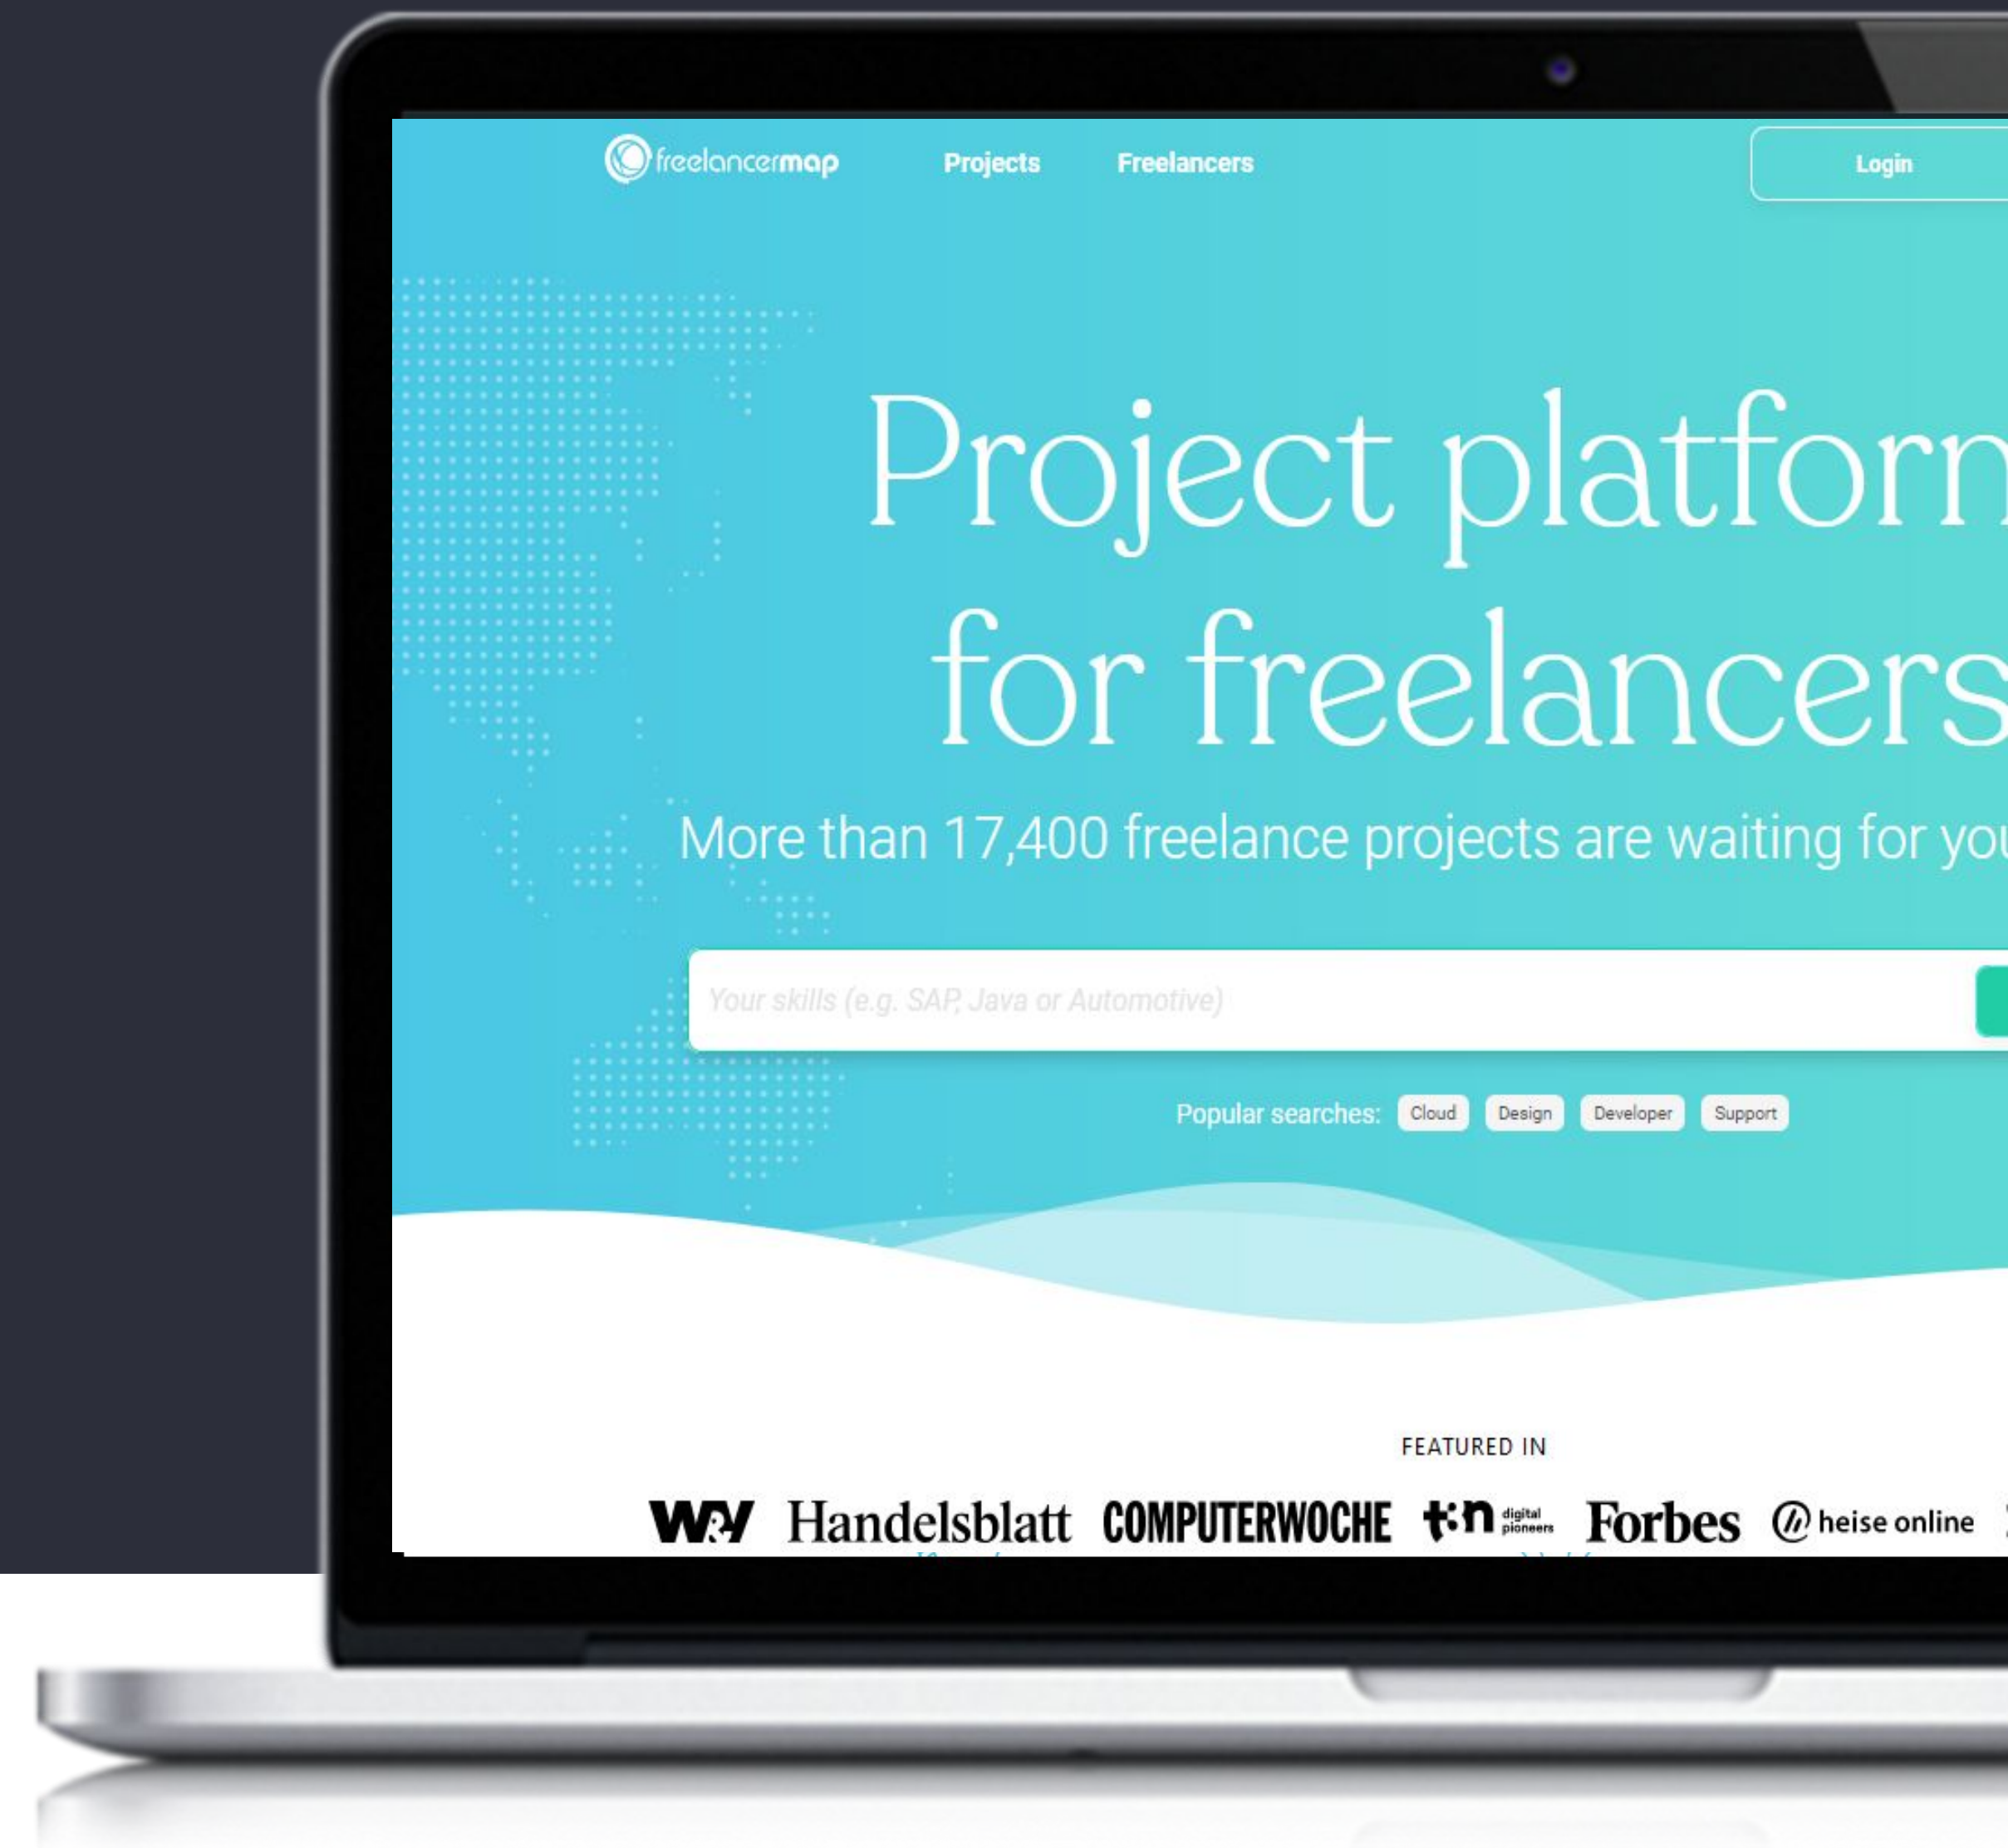 freelancermap Projects Freelancers Login
Project platform
for freelancers
More than 17,400 freelance projects are waiting for you
Your skills (e.g. SAP, Java or Automotive)
Popular searches: Cloud Design Developer Support
FEATURED IN
W&V Handelsblatt COMPUTERWOCHE t3n digital pioneers Forbes heise online